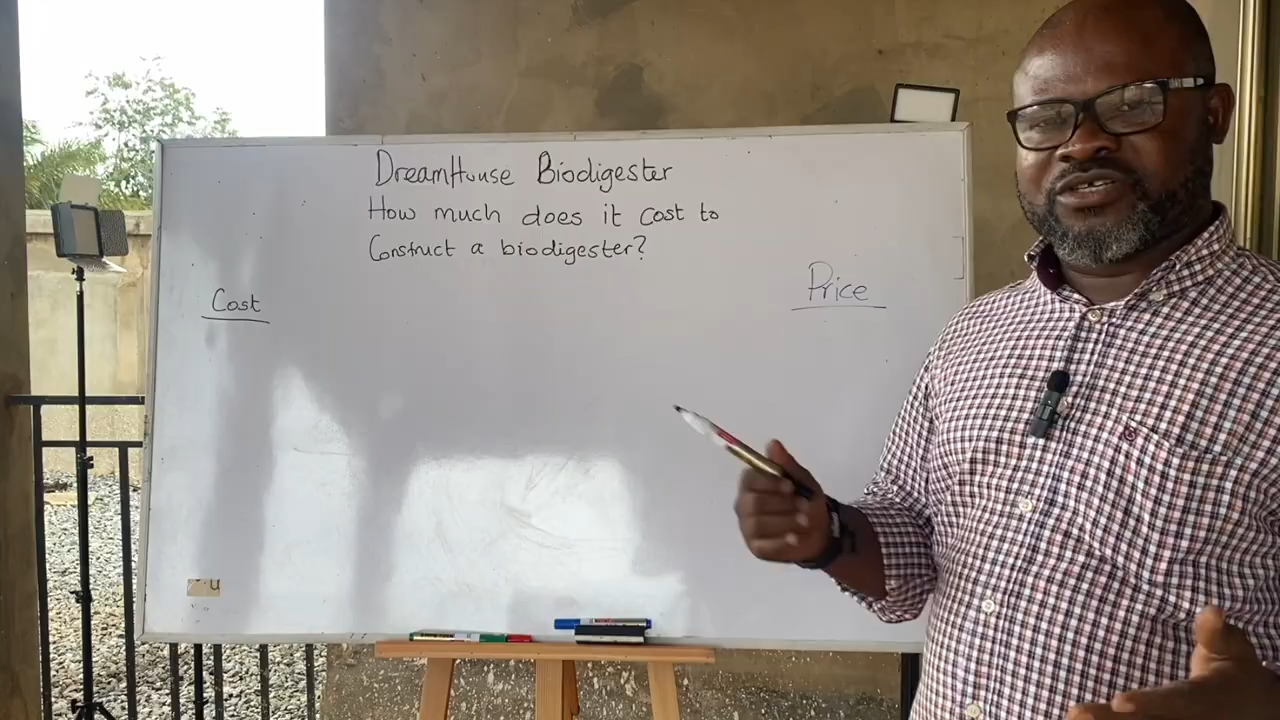 DreamHouse Biodigester
How much does it cost to
Construct a biodigester?
Cost
Price